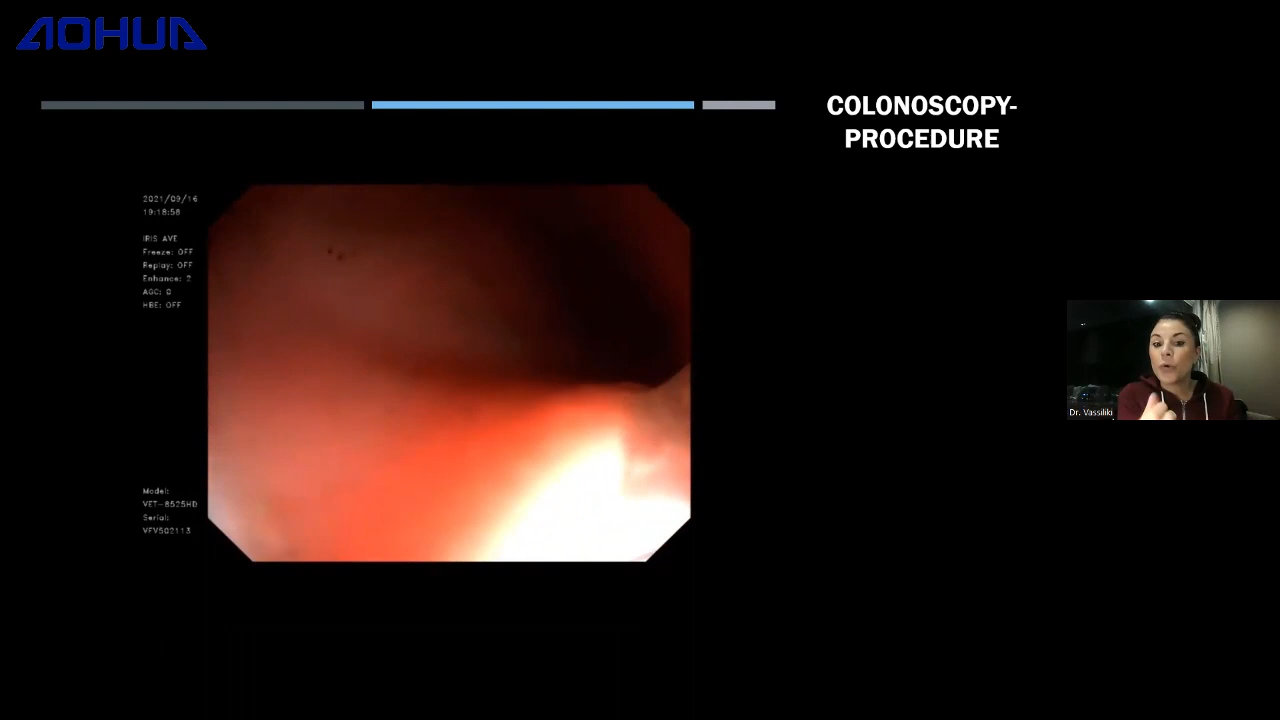 AOHUA
COLONOSCOPY-
PROCEDURE
2021/09/16
19:18:58
IRIS AVE
Freeze: OFF
Replay: OFF
Enhance: 2
AGC: 0
HBE: OFF
Model:
VET-8525HD
Serial:
VFV502113
Dr. Vassiliki